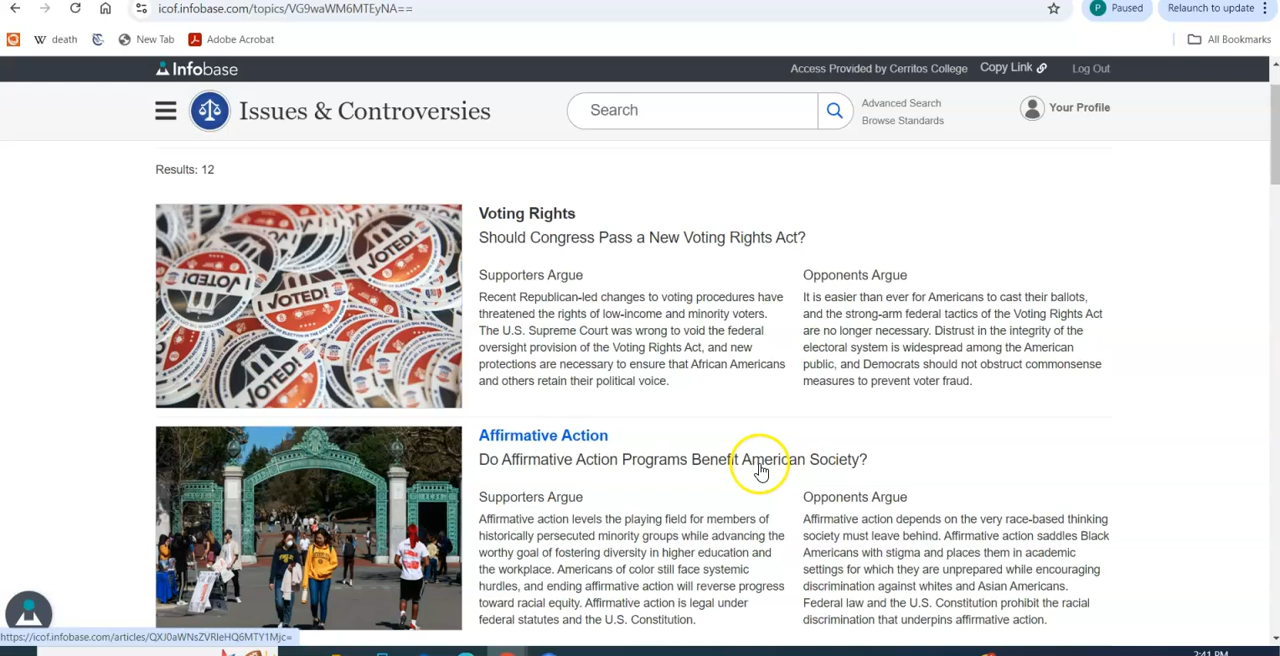 icof.infobase.com/topics/VG9waWM6MTEyNA==
P Paused
Relaunch to update
W death
New Tab
Adobe Acrobat
All Bookmarks
Infobase
Access Provided by Cerritos College
Copy Link
Log Out
Issues & Controversies
Search
Advanced Search
Browse Standards
Your Profile
Results: 12
VOTED!
VOTED!
VOTED!
VOTED!
Voting Rights
Should Congress Pass a New Voting Rights Act?
Supporters Argue
Recent Republican-led changes to voting procedures have
threatened the rights of low-income and minority voters.
The U.S. Supreme Court was wrong to void the federal
oversight provision of the Voting Rights Act, and new
protections are necessary to ensure that African Americans
and others retain their political voice.
Opponents Argue
It is easier than ever for Americans to cast their ballots,
and the strong-arm federal tactics of the Voting Rights Act
are no longer necessary. Distrust in the integrity of the
electoral system is widespread among the American
public, and Democrats should not obstruct commonsense
measures to prevent voter fraud.
Affirmative Action
Do Affirmative Action Programs Benefit American Society?
Supporters Argue
Affirmative action levels the playing field for members of
historically persecuted minority groups while advancing the
worthy goal of fostering diversity in higher education and
the workplace. Americans of color still face systemic
hurdles, and ending affirmative action will reverse progress
toward racial equity. Affirmative action is legal under
federal statutes and the U.S. Constitution.
Opponents Argue
Affirmative action depends on the very race-based thinking
society must leave behind. Affirmative action saddles Black
Americans with stigma and places them in academic
settings for which they are unprepared while encouraging
discrimination against whites and Asian Americans.
Federal law and the U.S. Constitution prohibit the racial
discrimination that underpins affirmative action.
https://icof.infobase.com/articles/QXJ0aWNsZVRleHQ6MTY1Mjc=
2:41 PM